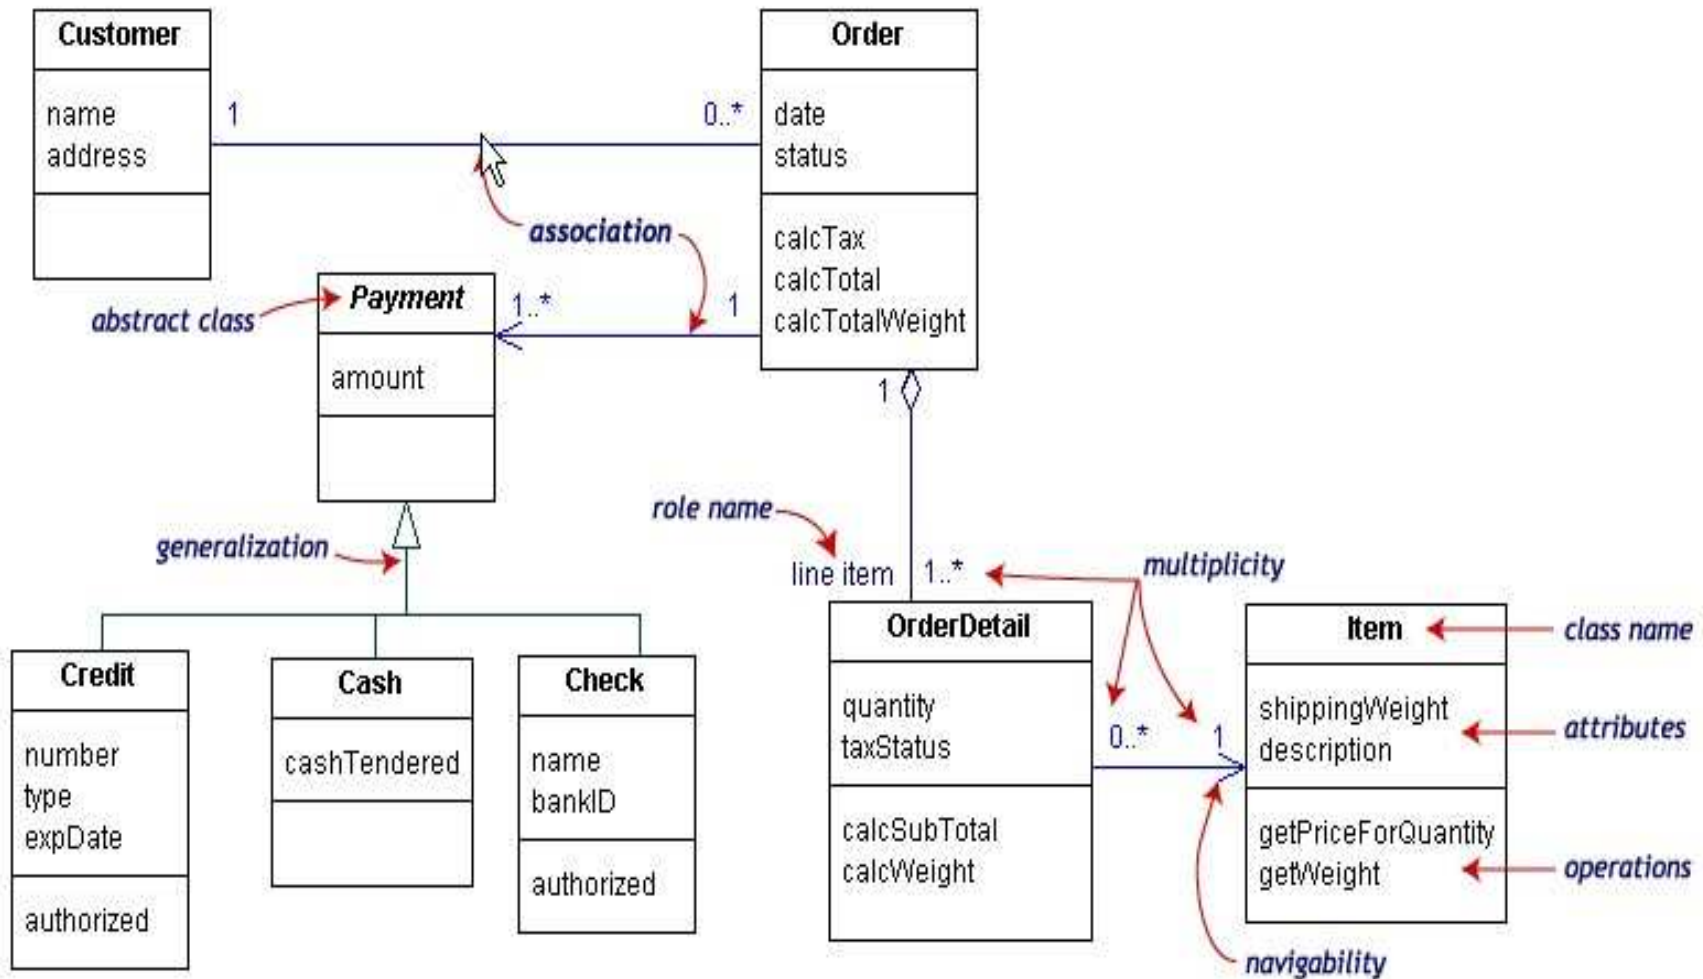 Customer
name
address
1
0..*
Order
date
status
calcTax
calcTotal
calcTotalWeight
association
abstract class
Payment
amount
1..*
1
1
generalization
role name
line item
1..*
multiplicity
Credit
number
type
expDate
authorized
Cash
cashTendered
Check
name
bankID
authorized
OrderDetail
quantity
taxStatus
calcSubTotal
calcWeight
0..*
1
Item
shippingWeight
description
getPriceForQuantity
getWeight
class name
attributes
operations
navigability